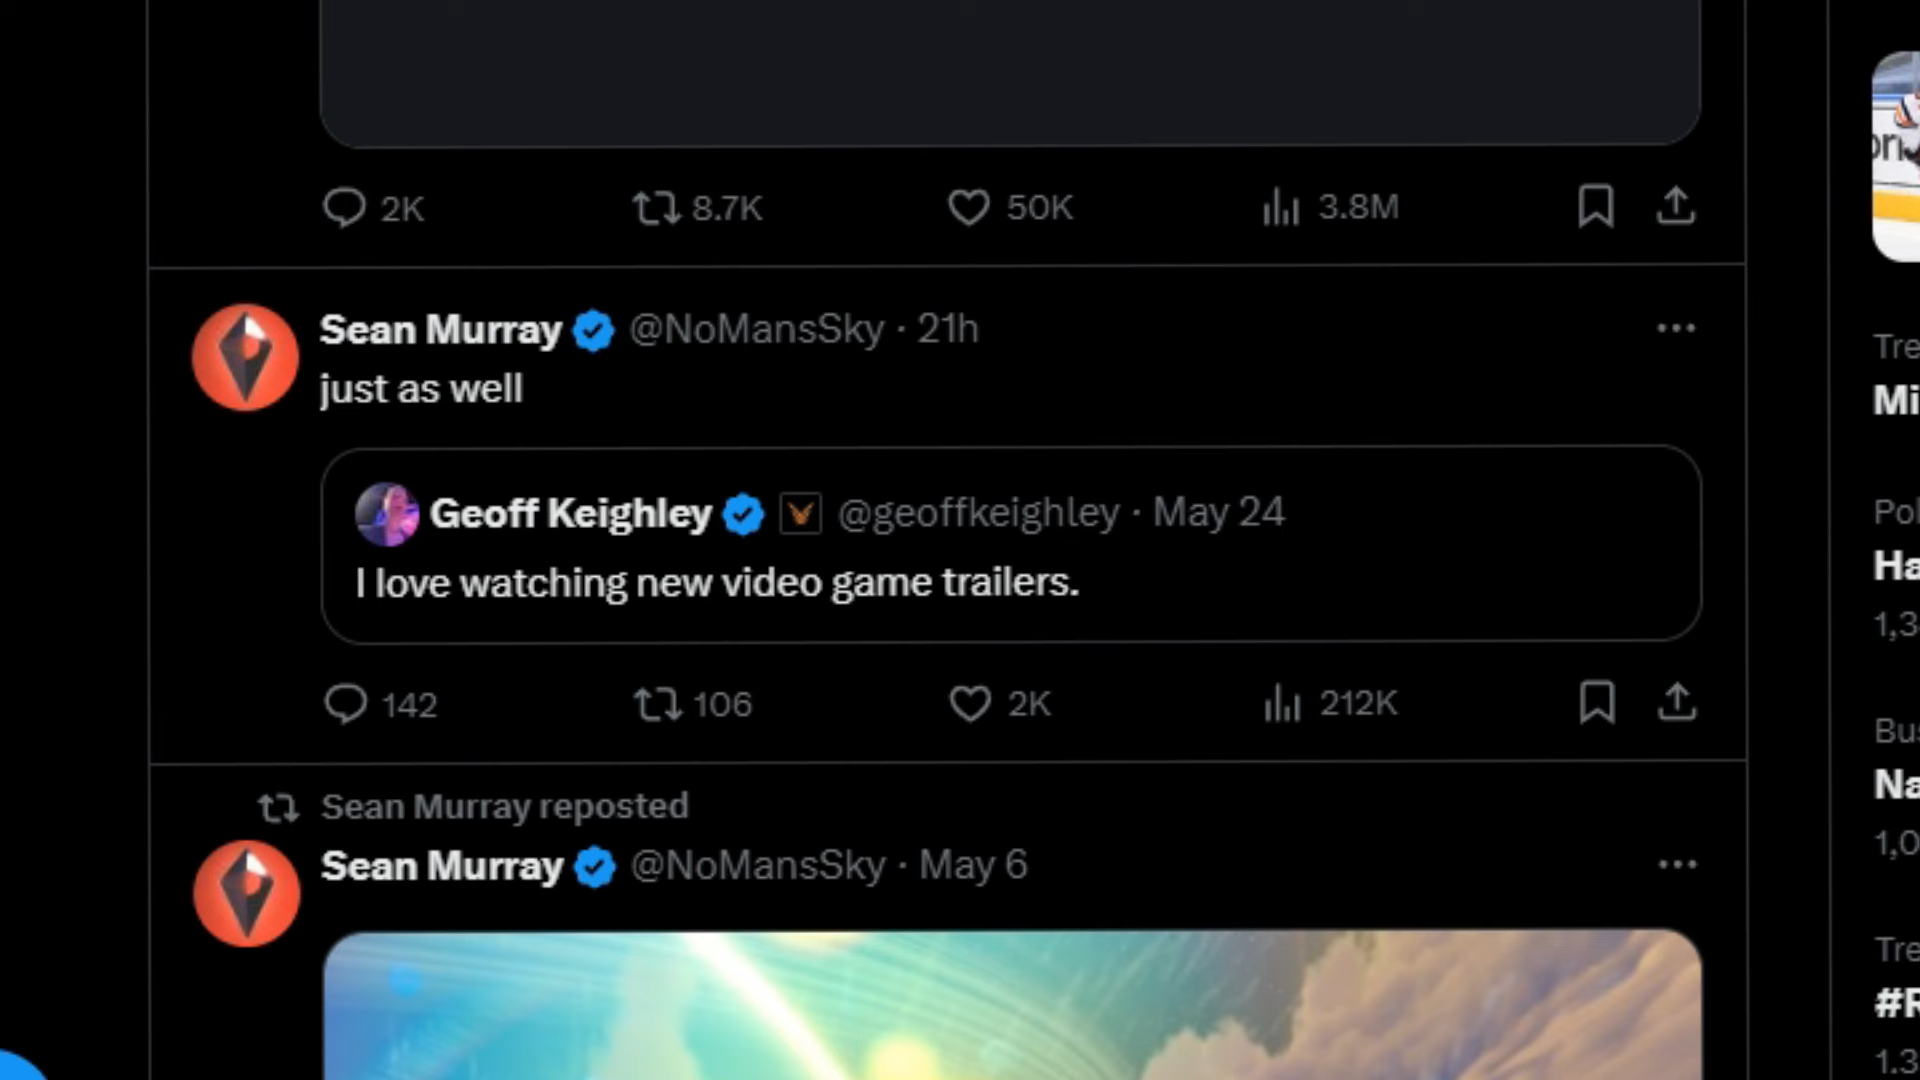 2K 8.7K 50K 3.8M
Sean Murray @NoMansSky · 21h
just as well
Geoff Keighley @geoffkeighley · May 24
I love watching new video game trailers.
142 106 2K 212K
Sean Murray reposted
Sean Murray @NoMansSky · May 6
Tre
Mi
Pol
Ha
1,3
Bus
Na
1,0
Tre
#R
1.3